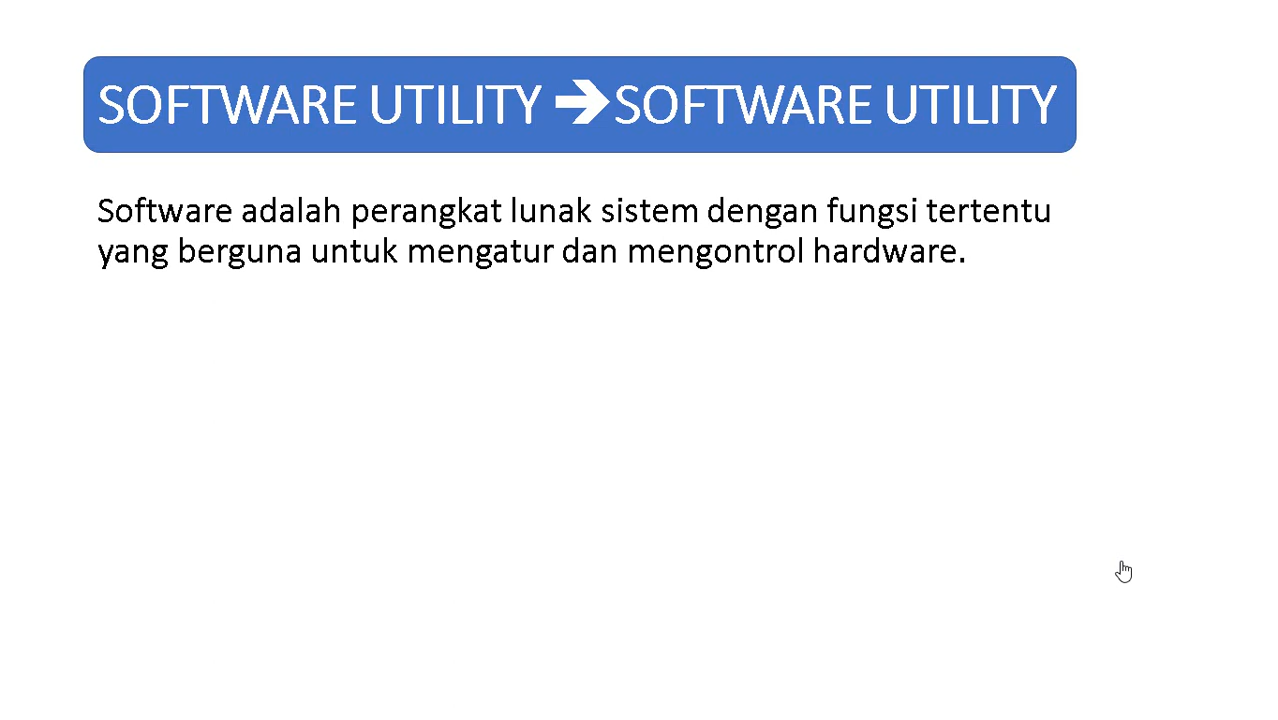 SOFTWARE UTILITY ➔SOFTWARE UTILITY
Software adalah perangkat lunak sistem dengan fungsi tertentu
yang berguna untuk mengatur dan mengontrol hardware.